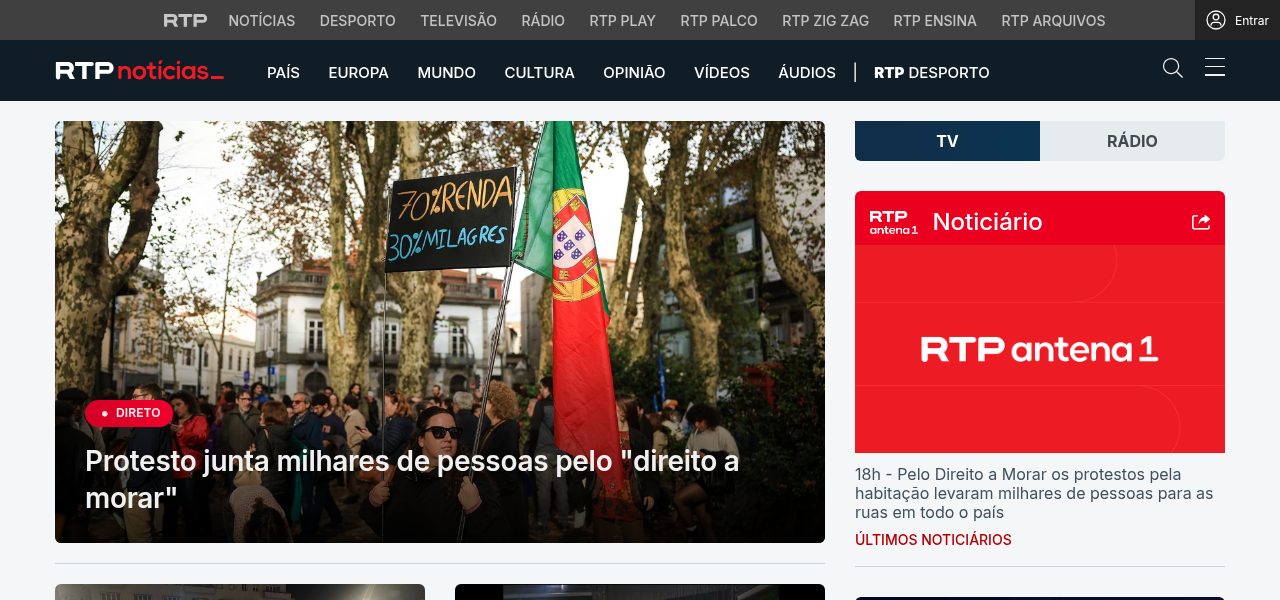 RTP NOTÍCIAS DESPORTO TELEVISÃO RÁDIO RTP PLAY RTP PALCO RTP ZIG ZAG RTP ENSINA RTP ARQUIVOS Entrar
RTP notícias_ PAÍS EUROPA MUNDO CULTURA OPINIÃO VÍDEOS ÁUDIOS | RTP DESPORTO
70% RENDA
30% MILAGRES
DIRETO
Protesto junta milhares de pessoas pelo "direito a
morar"
TV RÁDIO
RTP
antena 1
Noticiário
RTP antena 1
18h - Pelo Direito a Morar os protestos pela
habitação levaram milhares de pessoas para as
ruas em todo o país
ÚLTIMOS NOTICIÁRIOS